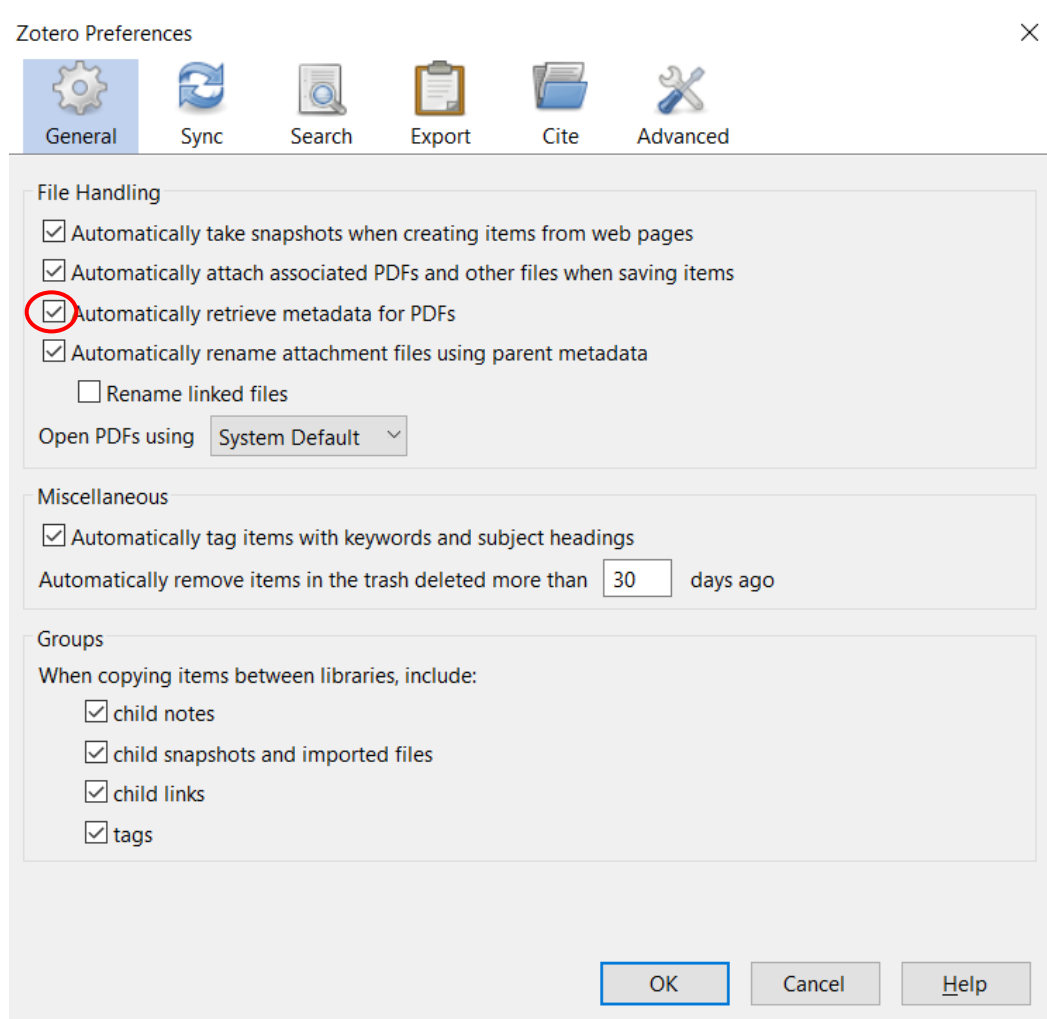 Zotero Preferences
General Sync Search Export Cite Advanced
File Handling
Automatically take snapshots when creating items from web pages
Automatically attach associated PDFs and other files when saving items
Automatically retrieve metadata for PDFs
Automatically rename attachment files using parent metadata
Rename linked files
Open PDFs using System Default
Miscellaneous
Automatically tag items with keywords and subject headings
Automatically remove items in the trash deleted more than 30 days ago
Groups
When copying items between libraries, include:
child notes
child snapshots and imported files
child links
tags
OK Cancel Help